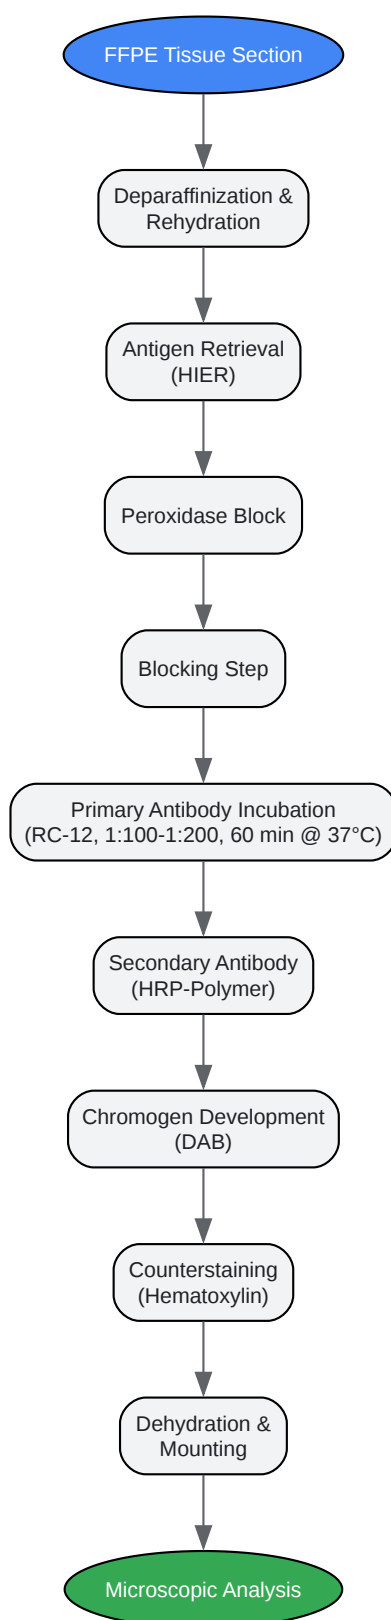 FFPE Tissue Section
Deparaffinization &
Rehydration
Antigen Retrieval
(HIER)
Peroxidase Block
Blocking Step
Primary Antibody Incubation
(RC-12, 1:100-1:200, 60 min @ 37°C)
Secondary Antibody
(HRP-Polymer)
Chromogen Development
(DAB)
Counterstaining
(Hematoxylin)
Dehydration &
Mounting
Microscopic Analysis